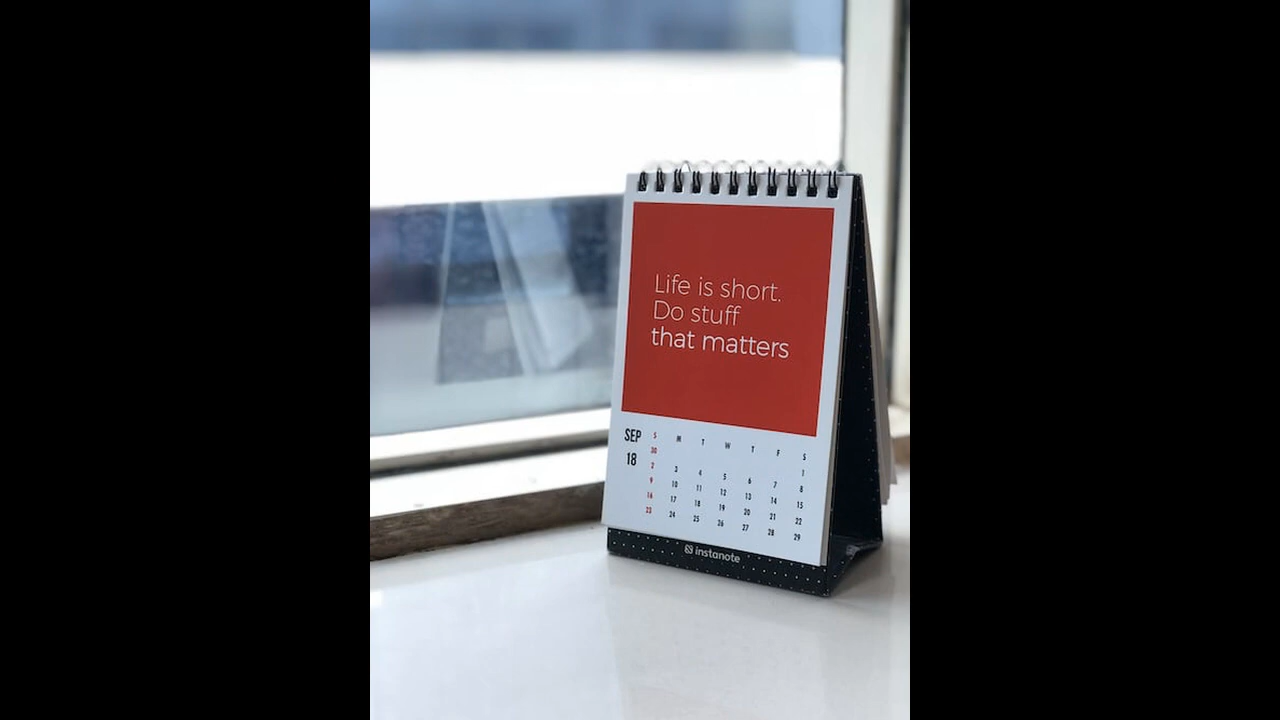 Life is short.
Do stuff
that matters
SEP
18
S M T W T F S
30 1
2 3 4 5 6 7 8
9 10 11 12 13 14 15
16 17 18 19 20 21 22
23 24 25 26 27 28 29
instanote